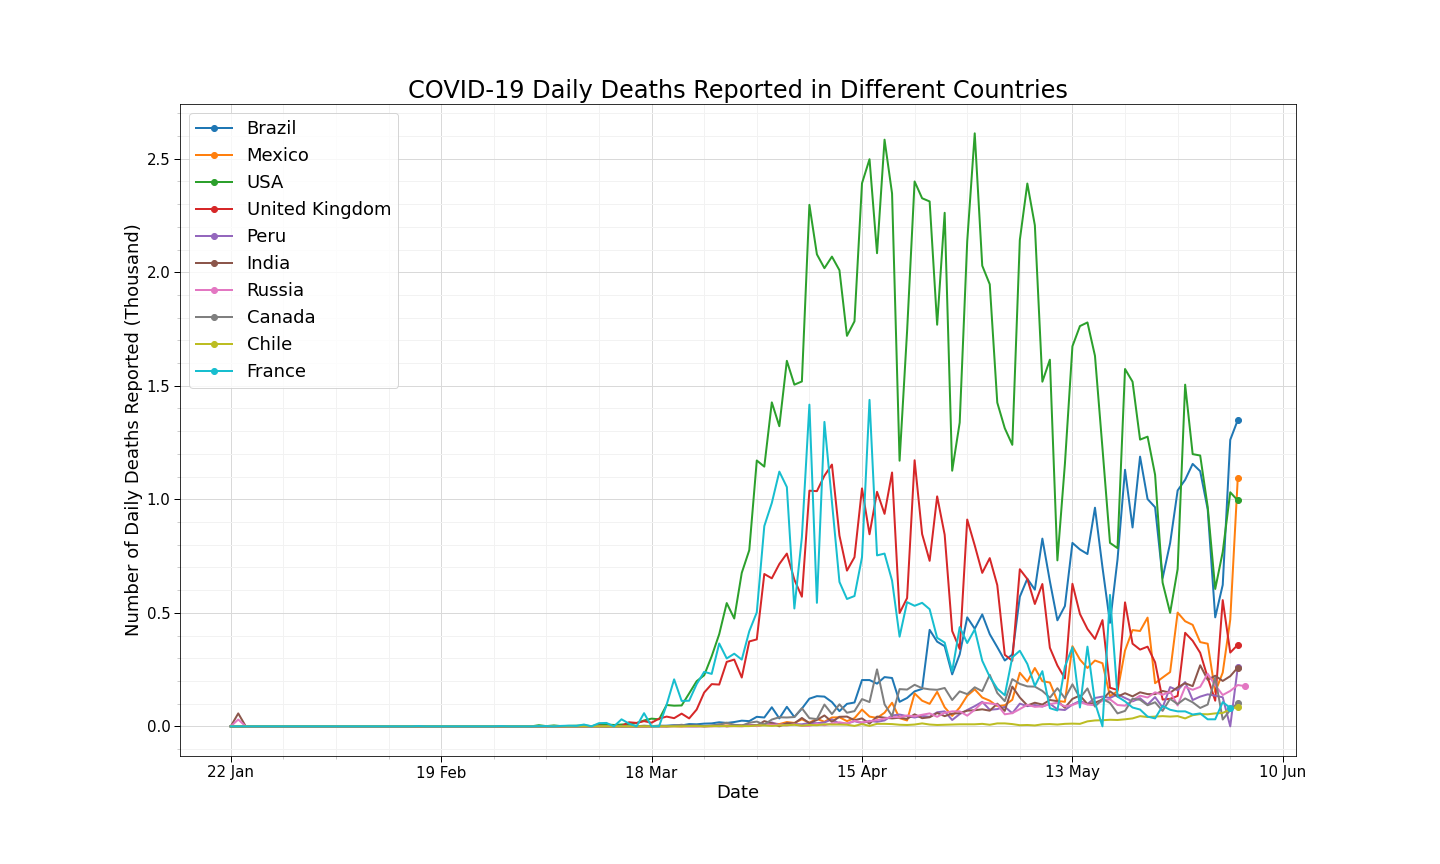 COVID-19 Daily Deaths Reported in Different Countries
Brazil
Mexico
USA
United Kingdom
Peru
India
Russia
Canada
Chile
France
Number of Daily Deaths Reported (Thousand)
2.5
2.0
1.5
1.0
0.5
0.0
22 Jan
19 Feb
18 Mar
15 Apr
13 May
10 Jun
Date